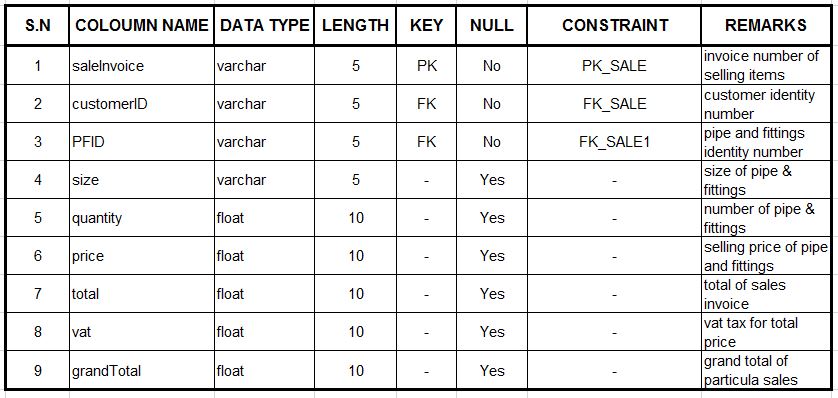 S.N COLOUMN NAME DATA TYPE LENGTH KEY NULL CONSTRAINT REMARKS
1 saleInvoice varchar 5 PK No PK_SALE invoice number of
selling items
2 customerID varchar 5 FK No FK_SALE customer identity
number
3 PFID varchar 5 FK No FK_SALE1 pipe and fittings
identity number
4 size varchar 5 - Yes - size of pipe &
fittings
5 quantity float 10 - Yes - number of pipe &
fittings
6 price float 10 - Yes - selling price of pipe
and fittings
7 total float 10 - Yes - total of sales
invoice
8 vat float 10 - Yes - vat tax for total
price
9 grandTotal float 10 - Yes - grand total of
particula sales